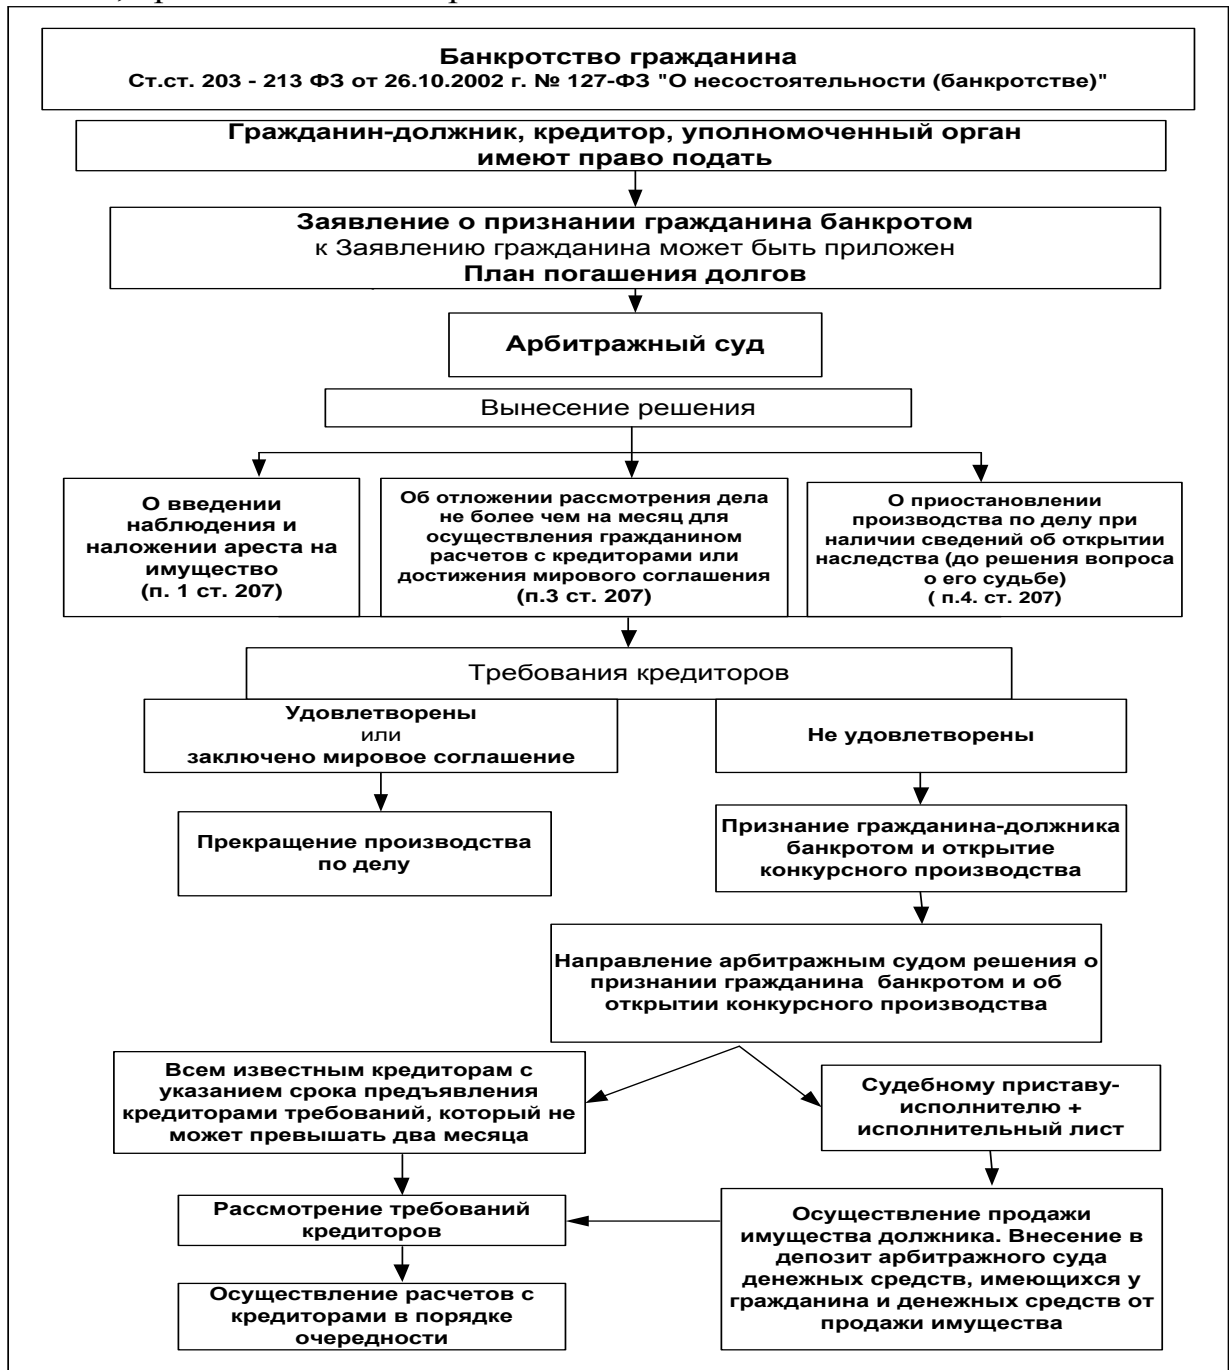 Банкротство гражданина
Ст.ст. 203 - 213 ФЗ от 26.10.2002 г. № 127-ФЗ "О несостоятельности (банкротстве)"
Гражданин-должник, кредитор, уполномоченный орган
имеют право подать
Заявление о признании гражданина банкротом
к Заявлению гражданина может быть приложен
План погашения долгов
Арбитражный суд
Вынесение решения
О введении
наблюдения и
наложении ареста на
имущество
(п. 1 ст. 207)
Об отложении рассмотрения дела
не более чем на месяц для
осуществления гражданином
расчетов с кредиторами или
достижения мирового соглашения
(п.3 ст. 207)
О приостановлении
производства по делу при
наличии сведений об открытии
наследства (до решения вопроса
о его судьбе)
( п.4. ст. 207)
Требования кредиторов
Удовлетворены
или
заключено мировое соглашение
Не удовлетворены
Прекращение производства
по делу
Признание гражданина-должника
банкротом и открытие
конкурсного производства
Направление арбитражным судом решения о
признании гражданина банкротом и об
открытии конкурсного производства
Всем известным кредиторам с
указанием срока предъявления
кредиторами требований, который не
может превышать два месяца
Судебному приставу-
исполнителю +
исполнительный лист
Рассмотрение требований
кредиторов
Осуществление продажи
имущества должника. Внесение в
депозит арбитражного суда
денежных средств, имеющихся у
гражданина и денежных средств от
продажи имущества
Осуществление расчетов с
кредиторами в порядке
очередности